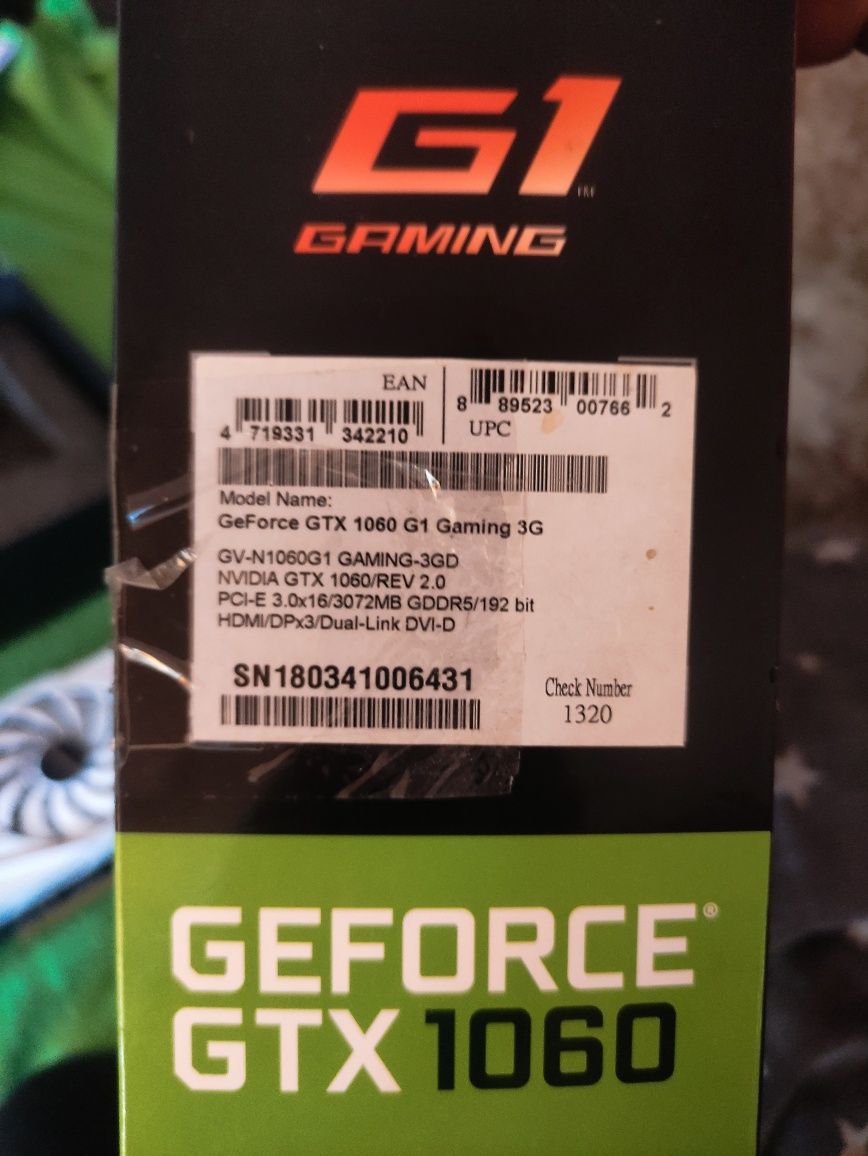 G1
™
GAMING
EAN
4 719331 342210
8 89523 00766 2
UPC
Model Name:
GeForce GTX 1060 G1 Gaming 3G
GV-N1060G1 GAMING-3GD
NVIDIA GTX 1060/REV 2.0
PCI-E 3.0x16/3072MB GDDR5/192 bit
HDMI/DPx3/Dual-Link DVI-D
SN180341006431
Check Number
1320
GEFORCE®
GTX 1060